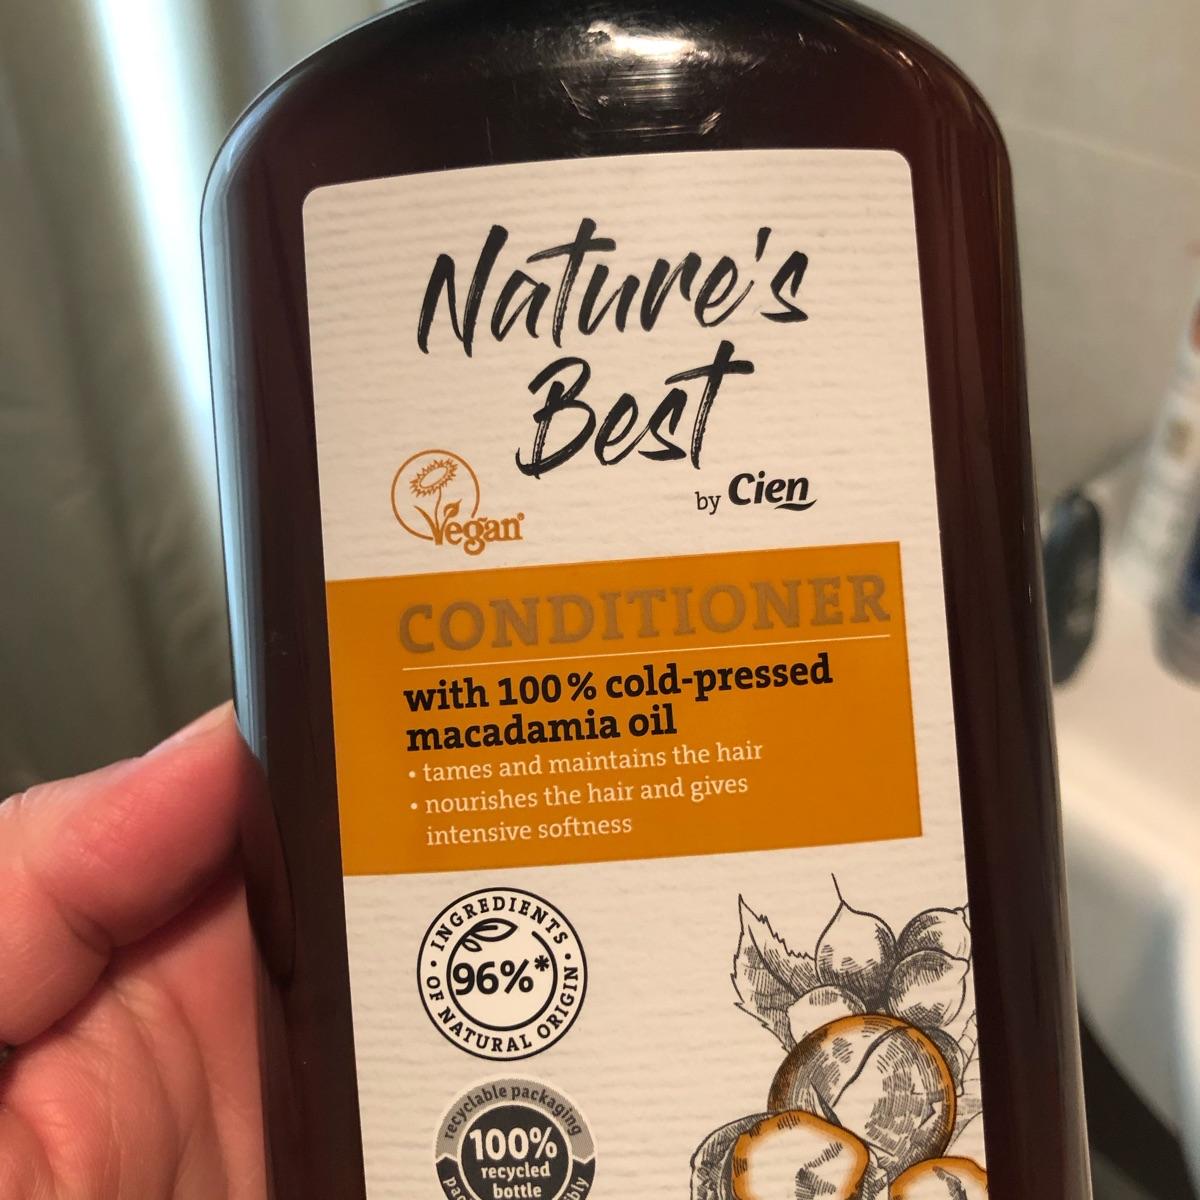 Nature's
Best
by Cien
Vegan®
CONDITIONER
with 100% cold-pressed
macadamia oil
• tames and maintains the hair
• nourishes the hair and gives
intensive softness
• INGREDIENTS •
OF NATURAL ORIGIN
96%*
recyclable packaging
100%
recycled
bottle